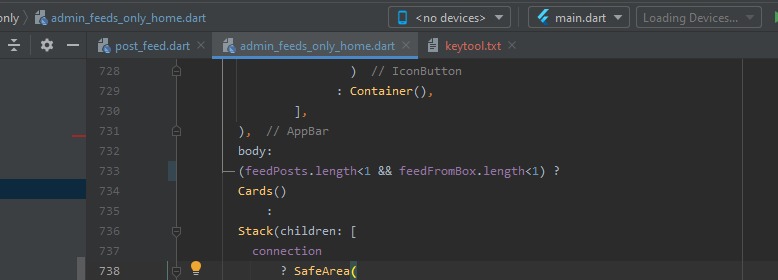 only
admin_feeds_only_home.dart
<no devices>
main.dart
Loading Devices...
post_feed.dart
admin_feeds_only_home.dart
keytool.txt
728 ) // IconButton
729 : Container(),
730 ],
731 ), // AppBar
732 body:
733 (feedPosts.length<1 && feedFromBox.length<1) ?
734 Cards()
735 :
736 Stack(children: [
737 connection
738 ? SafeArea(